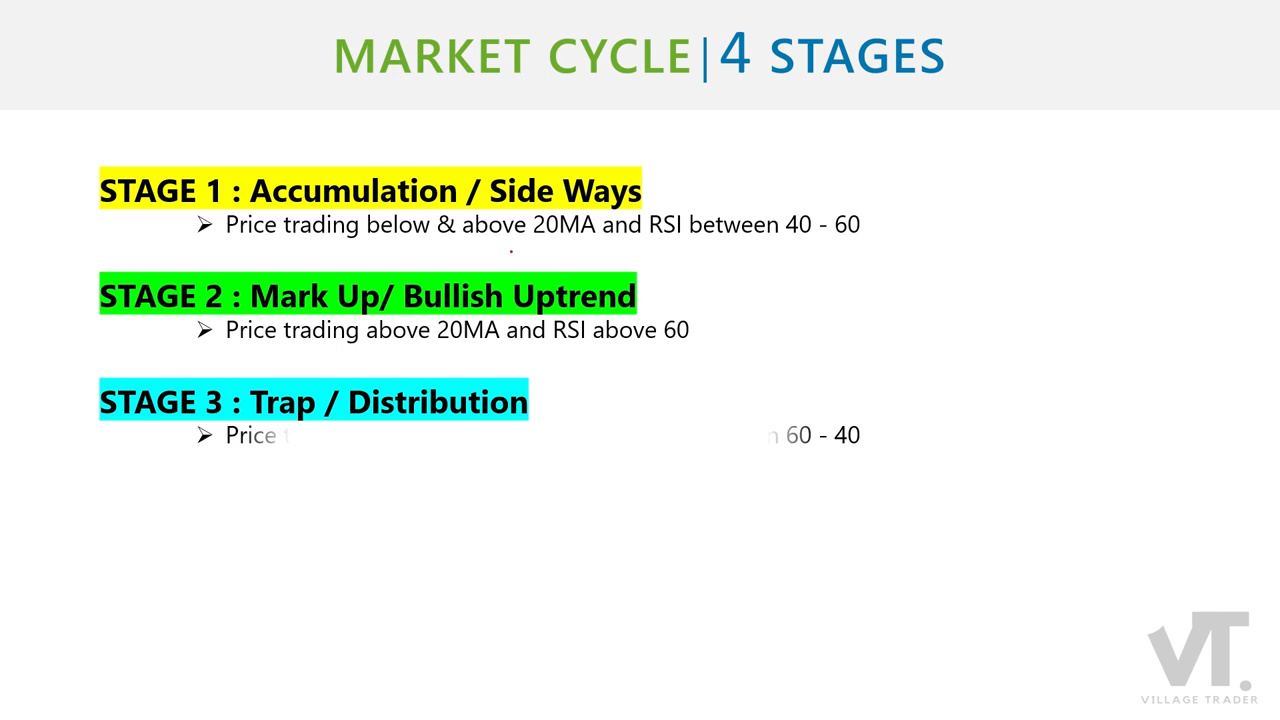 MARKET CYCLE|4 STAGES
STAGE 1 : Accumulation / Side Ways
➢ Price trading below & above 20MA and RSI between 40 - 60
STAGE 2 : Mark Up/ Bullish Uptrend
➢ Price trading above 20MA and RSI above 60
STAGE 3 : Trap / Distribution
➢ Price 60 - 40
VT.
VILLAGE TRADER